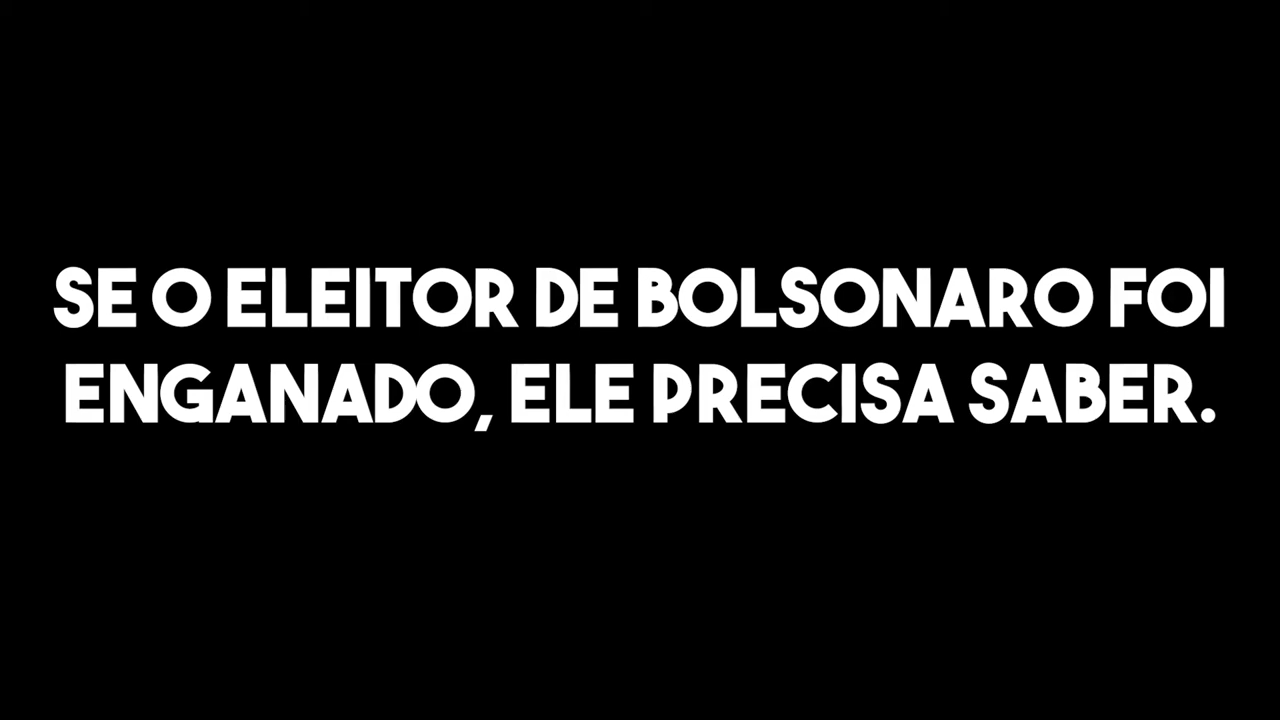 SE O ELEITOR DE BOLSONARO FOI
ENGANADO, ELE PRECISA SABER.